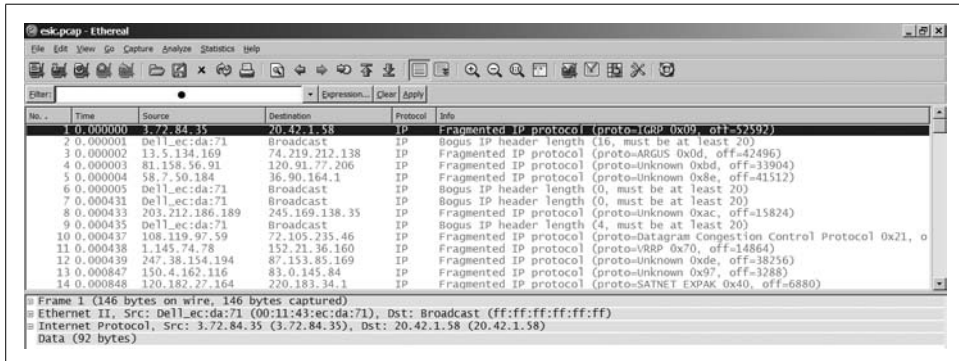 esic.pcap - Ethereal
File Edit View Go Capture Analyze Statistics Help
Filter: Expression... Clear Apply
No. . Time Source Destination Protocol Info
1 0.000000 3.72.84.35 20.42.1.58 IP Fragmented IP protocol (proto=IGRP 0x09, off=52592)
2 0.000001 Dell_ec:da:71 Broadcast IP Bogus IP header length (16, must be at least 20)
3 0.000002 13.5.134.169 74.219.212.138 IP Fragmented IP protocol (proto=ARGUS 0x0d, off=42496)
4 0.000003 81.158.56.91 120.91.77.206 IP Fragmented IP protocol (proto=Unknown 0xbd, off=33904)
5 0.000004 58.7.50.184 36.90.164.1 IP Fragmented IP protocol (proto=Unknown 0x8e, off=41512)
6 0.000005 Dell_ec:da:71 Broadcast IP Bogus IP header length (0, must be at least 20)
7 0.000431 Dell_ec:da:71 Broadcast IP Bogus IP header length (0, must be at least 20)
8 0.000433 203.212.186.189 245.169.138.35 IP Fragmented IP protocol (proto=Unknown 0xac, off=15824)
9 0.000435 Dell_ec:da:71 Broadcast IP Bogus IP header length (4, must be at least 20)
10 0.000437 108.119.97.59 72.105.235.46 IP Fragmented IP protocol (proto=Datagram Congestion Control Protocol 0x21, o
11 0.000438 1.145.74.78 152.21.36.160 IP Fragmented IP protocol (proto=VRRP 0x70, off=14864)
12 0.000439 247.38.154.194 87.153.85.169 IP Fragmented IP protocol (proto=Unknown 0xde, off=38256)
13 0.000847 150.4.162.116 83.0.145.84 IP Fragmented IP protocol (proto=Unknown 0x97, off=3288)
14 0.000848 120.182.27.164 220.183.34.1 IP Fragmented IP protocol (proto=SATNET EXPAK 0x40, off=6880)
Frame 1 (146 bytes on wire, 146 bytes captured)
Ethernet II, Src: Dell_ec:da:71 (00:11:43:ec:da:71), Dst: Broadcast (ff:ff:ff:ff:ff:ff)
Internet Protocol, Src: 3.72.84.35 (3.72.84.35), Dst: 20.42.1.58 (20.42.1.58)
Data (92 bytes)